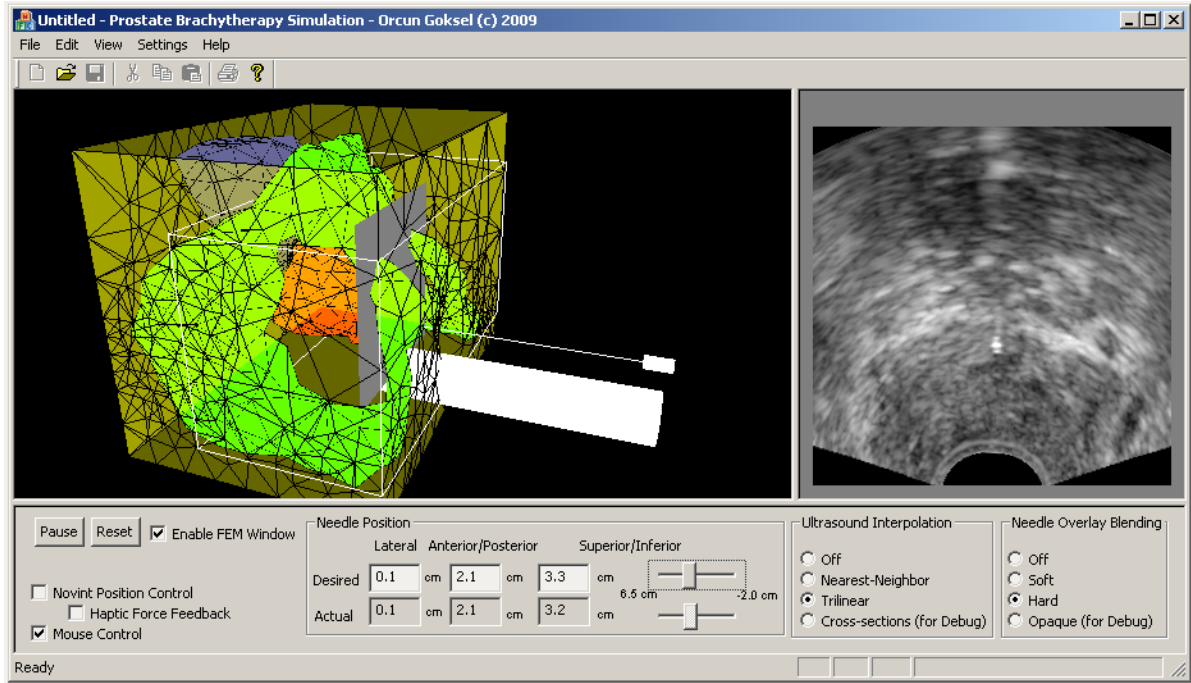 Untitled - Prostate Brachytherapy Simulation - Orcun Goksel (c) 2009
File Edit View Settings Help
Pause Reset Enable FEM Window
Novint Position Control
Haptic Force Feedback
Mouse Control
Needle Position
Lateral Anterior/Posterior Superior/Inferior
Desired 0.1 cm 2.1 cm 3.3 cm
6.5 cm -2.0 cm
Actual 0.1 cm 2.1 cm 3.2 cm
Ultrasound Interpolation
Off
Nearest-Neighbor
Trilinear
Cross-sections (for Debug)
Needle Overlay Blending
Off
Soft
Hard
Opaque (for Debug)
Ready